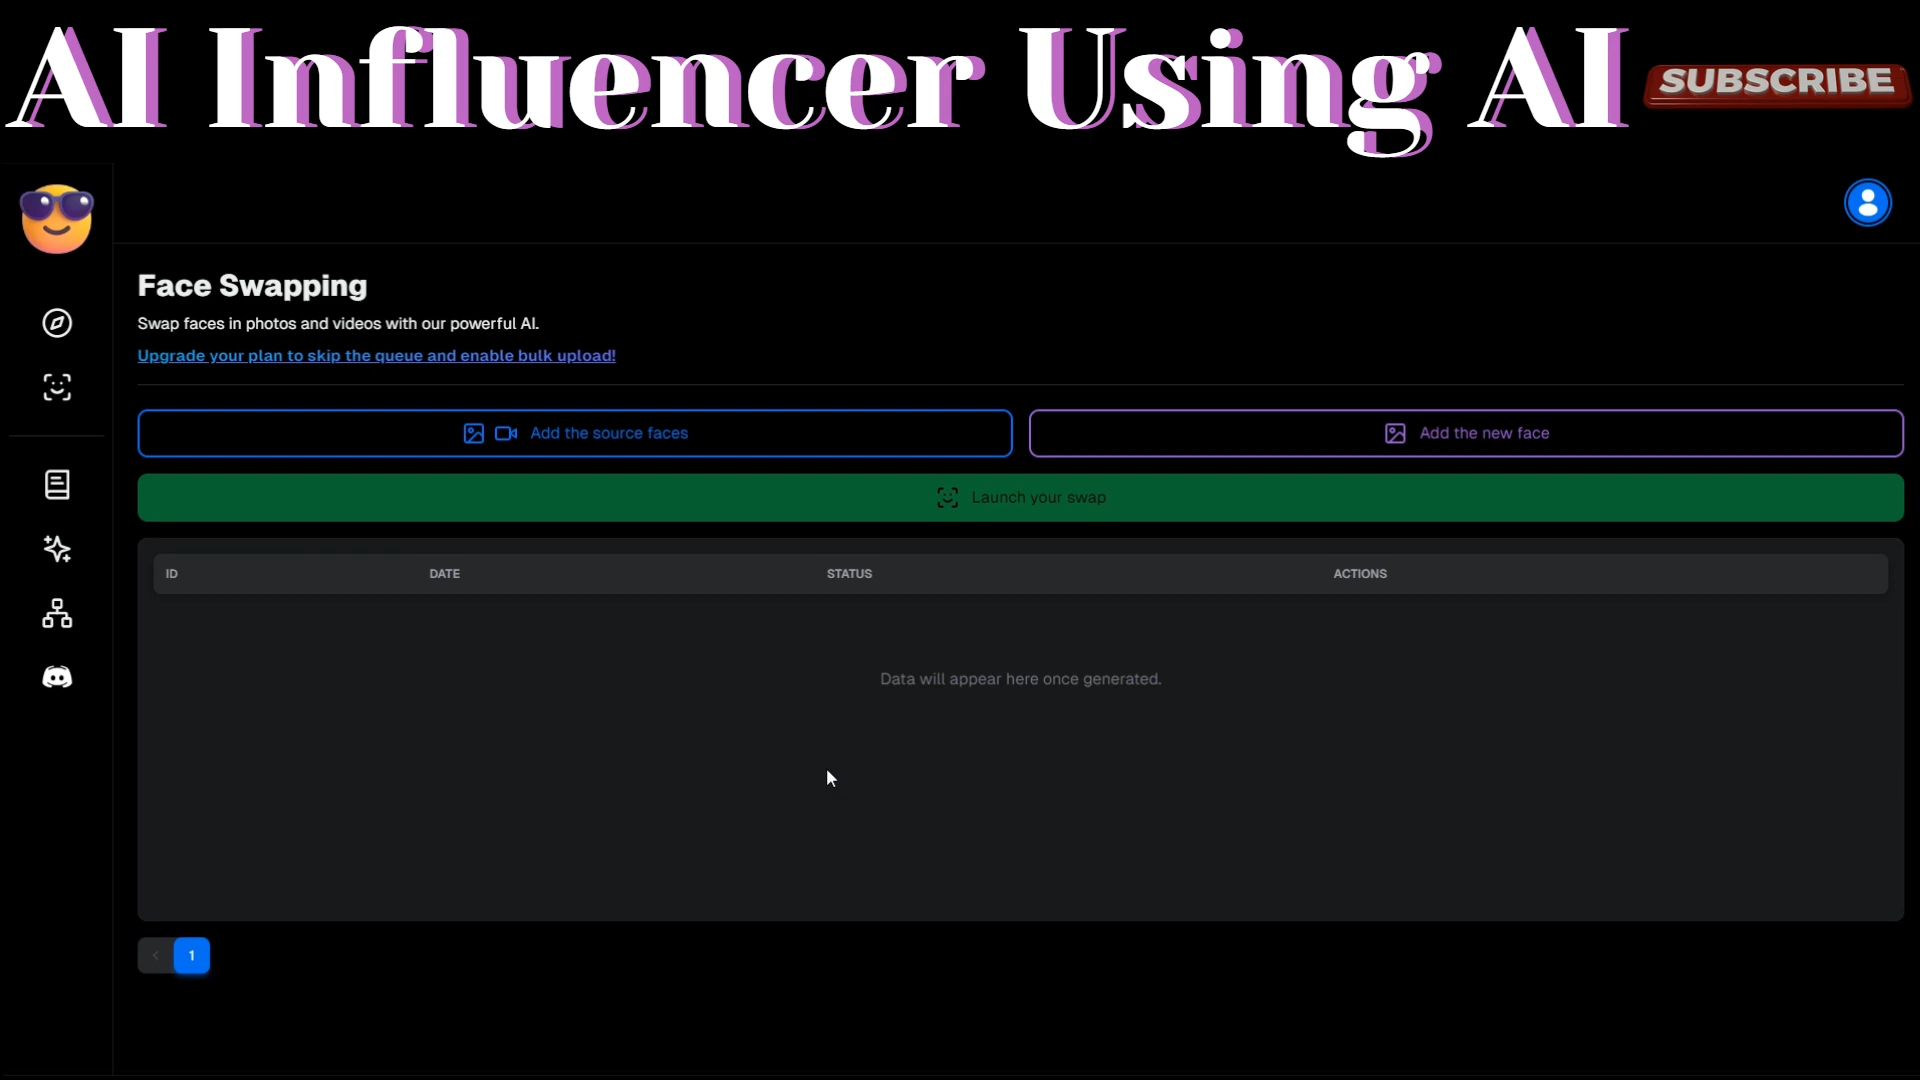 AI Influencer Using AI
SUBSCRIBE
Face Swapping
Swap faces in photos and videos with our powerful AI.
Upgrade your plan to skip the queue and enable bulk upload!
Add the source faces
Add the new face
Launch your swap
ID DATE STATUS ACTIONS
Data will appear here once generated.
1